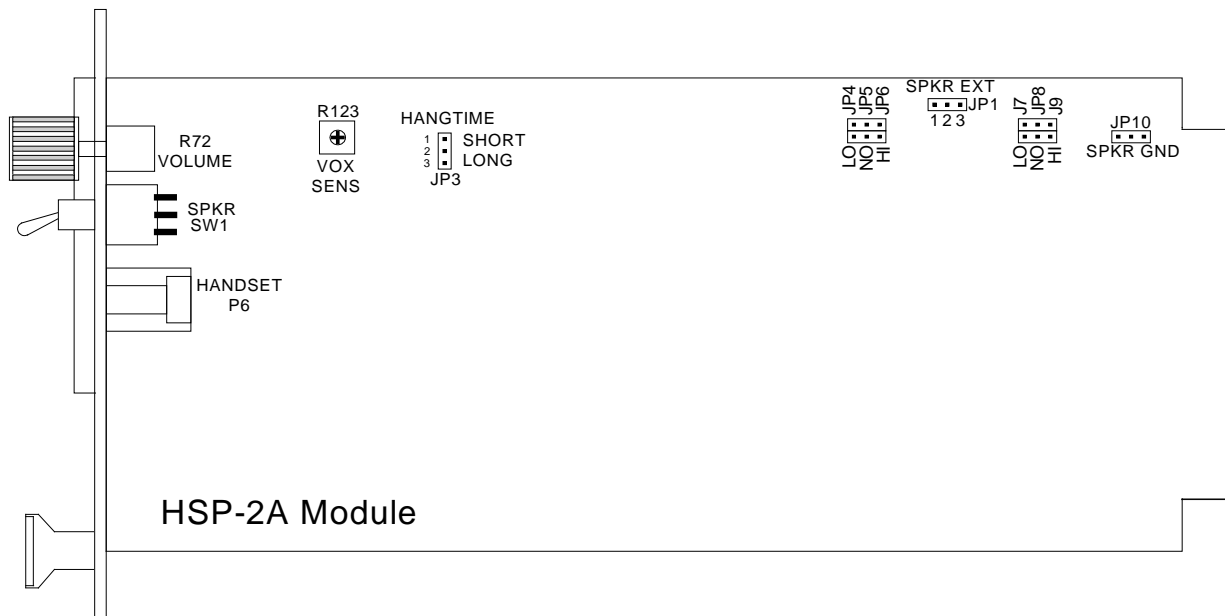 R72
VOLUME
SPKR
SW1
HANDSET
P6
R123
VOX
SENS
HANGTIME
1
2
3
SHORT
LONG
JP3
JP4
JP5
JP6
LO
NO
HI
SPKR EXT
JP1
1 2 3
J7
JP8
J9
LO
NO
HI
JP10
SPKR GND
HSP-2A Module